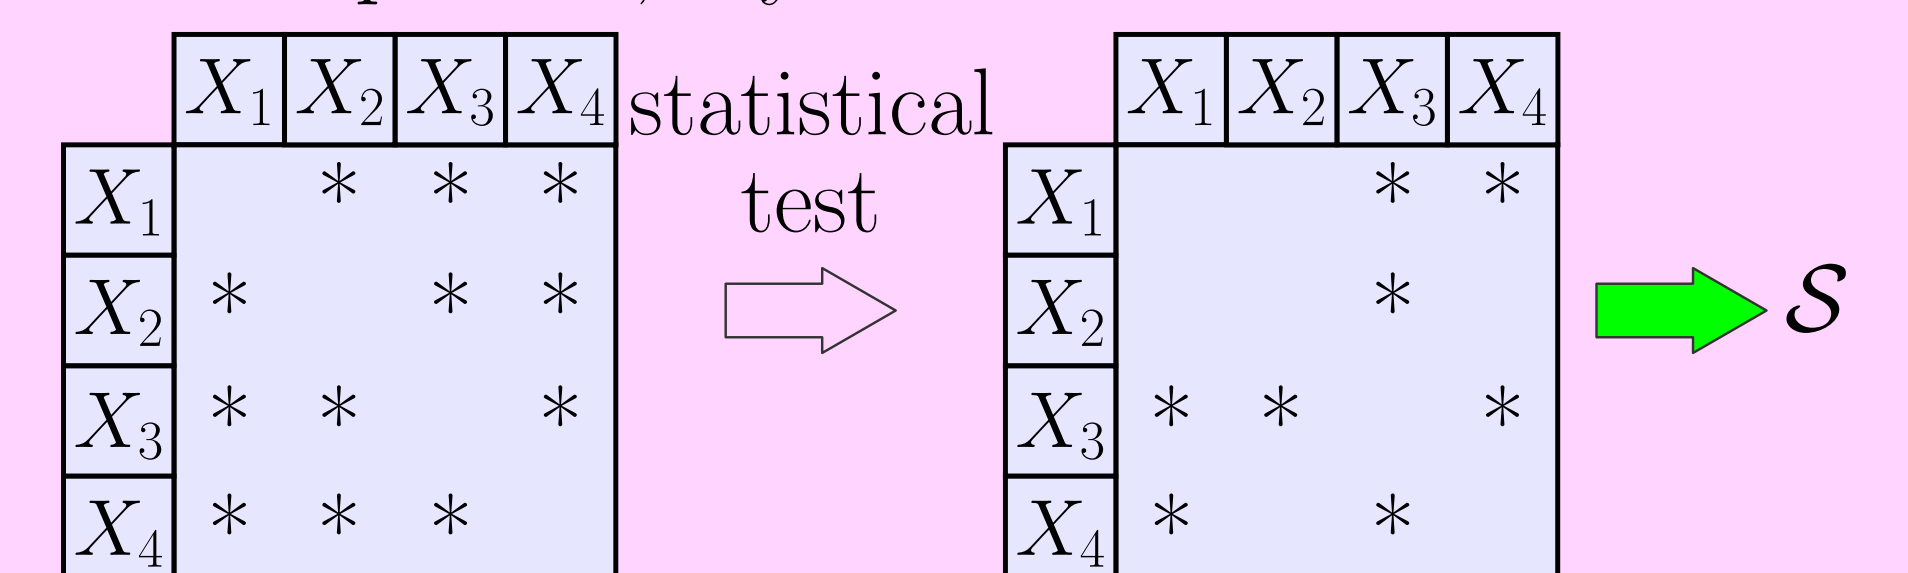 X₁ X₂ X₃ X₄ statistical X₁ X₂ X₃ X₄
X₁ * * * test X₁ * *
X₂ * * * X₂ * 𝒮
X₃ * * * X₃ * * *
X₄ * * * X₄ * *